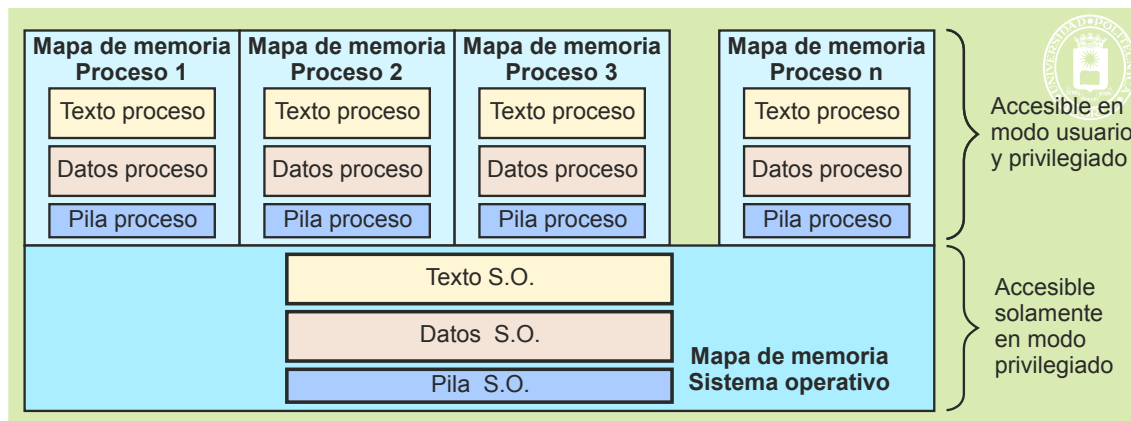 Mapa de memoria
Proceso 1
Texto proceso
Datos proceso
Pila proceso
Mapa de memoria
Proceso 2
Texto proceso
Datos proceso
Pila proceso
Mapa de memoria
Proceso 3
Texto proceso
Datos proceso
Pila proceso
Mapa de memoria
Proceso n
Texto proceso
Datos proceso
Pila proceso
Accesible en
modo usuario
y privilegiado
Texto S.O.
Datos S.O.
Pila S.O.
Mapa de memoria
Sistema operativo
Accesible
solamente
en modo
privilegiado